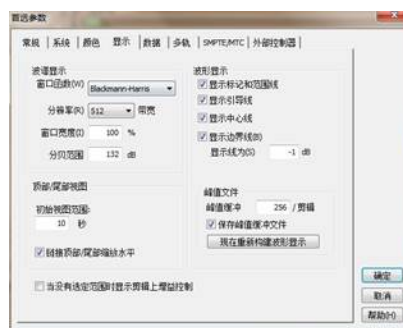 首选参数
常规 系统 颜色 显示 数据 多轨 SMPTE/MTC 外部控制器
波谱显示
窗口函数(W) Blackmann-Harris
分辨率(R) 512 带宽
窗口宽度(I) 100 %
分贝范围 132 dB
顶部/尾部视图
初始视图范围:
10 秒
链接顶部/尾部缩放水平
波形显示
显示标记和范围线
显示引导线
显示中心线
显示边界线(B)
显示线为(S) -1 dB
峰值文件
峰值缓冲 256 /剪辑
保存峰值缓冲文件
现在重新构建波形显示
当没有选定范围时显示剪辑上增益控制
确定
取消
帮助(H)